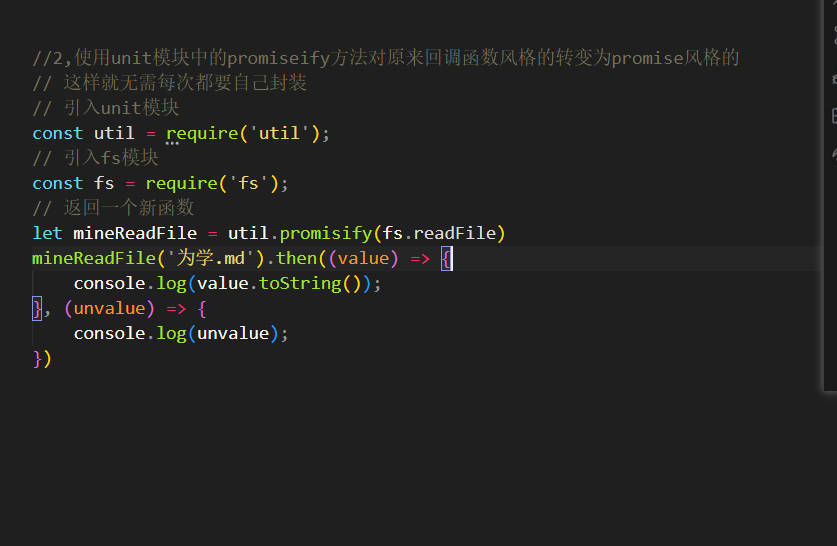 //2,使用unit模块中的promiseify方法对原来回调函数风格的转变为promise风格的
// 这样就无需每次都要自己封装
// 引入unit模块
const util = require('util');
// 引入fs模块
const fs = require('fs');
// 返回一个新函数
let mineReadFile = util.promisify(fs.readFile)
mineReadFile('为学.md').then((value) => {
    console.log(value.toString());
}, (unvalue) => {
    console.log(unvalue);
})